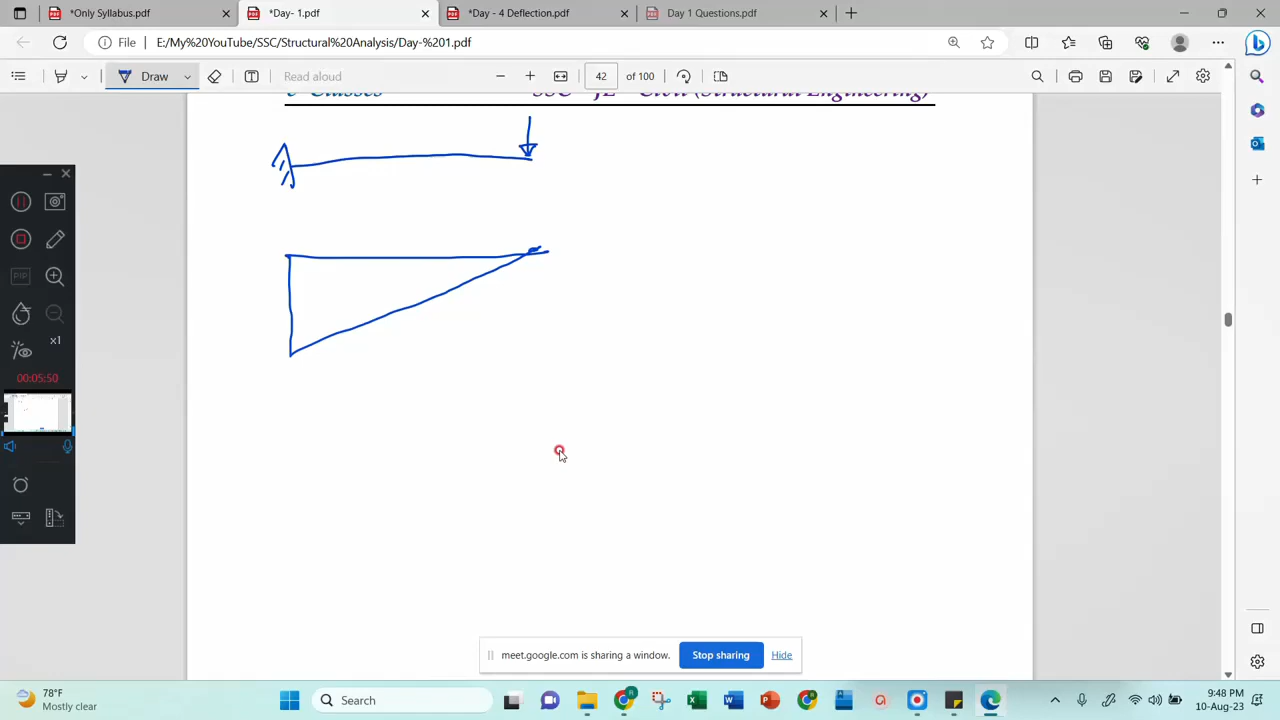 *Only Syllabus.pdf
*Day- 1.pdf
*Day - 4 Deflection.pdf
Day 1 Questions.pdf
File
E:/My%20YouTube/SSC/Structural%20Analysis/Day-%201.pdf
Draw
Read aloud
42
of 100
e-Classes
SSC - JE - Civil (Structural Engineering)
PIP
x1
00:05:50
meet.google.com is sharing a window.
Stop sharing
Hide
78°F
Mostly clear
Search
9:48 PM
10-Aug-23